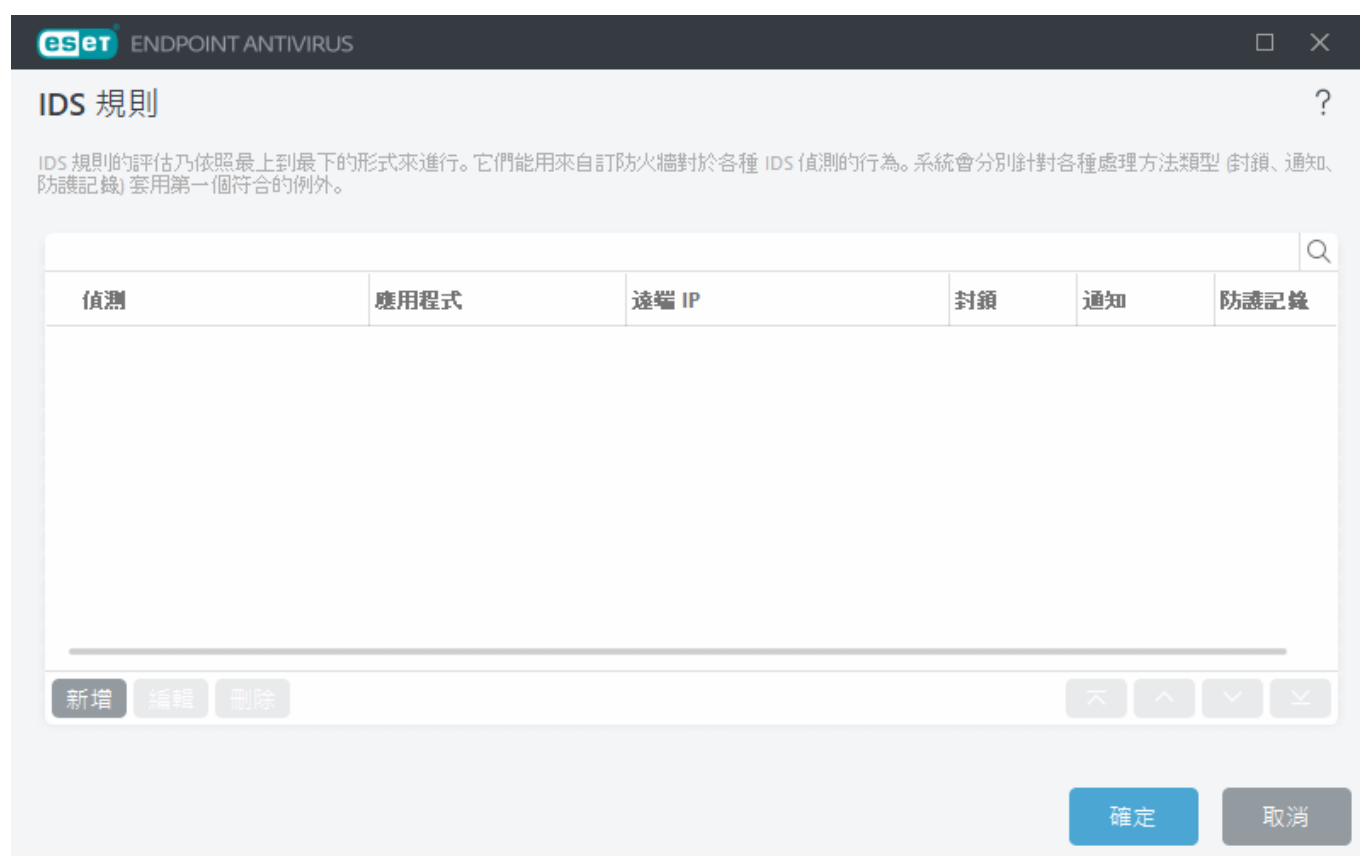 eset ENDPOINT ANTIVIRUS
IDS 規則
?
IDS 規則的評估乃依照最上到最下的形式來進行。它們能用來自訂防火牆對於各種 IDS 偵測的行為。系統會分別針對各種處理方法類型 (封鎖、通知、
防護記錄) 套用第一個符合的例外。
偵測 應用程式 遠端 IP 封鎖 通知 防護記錄
新增 編輯 刪除
確定 取消